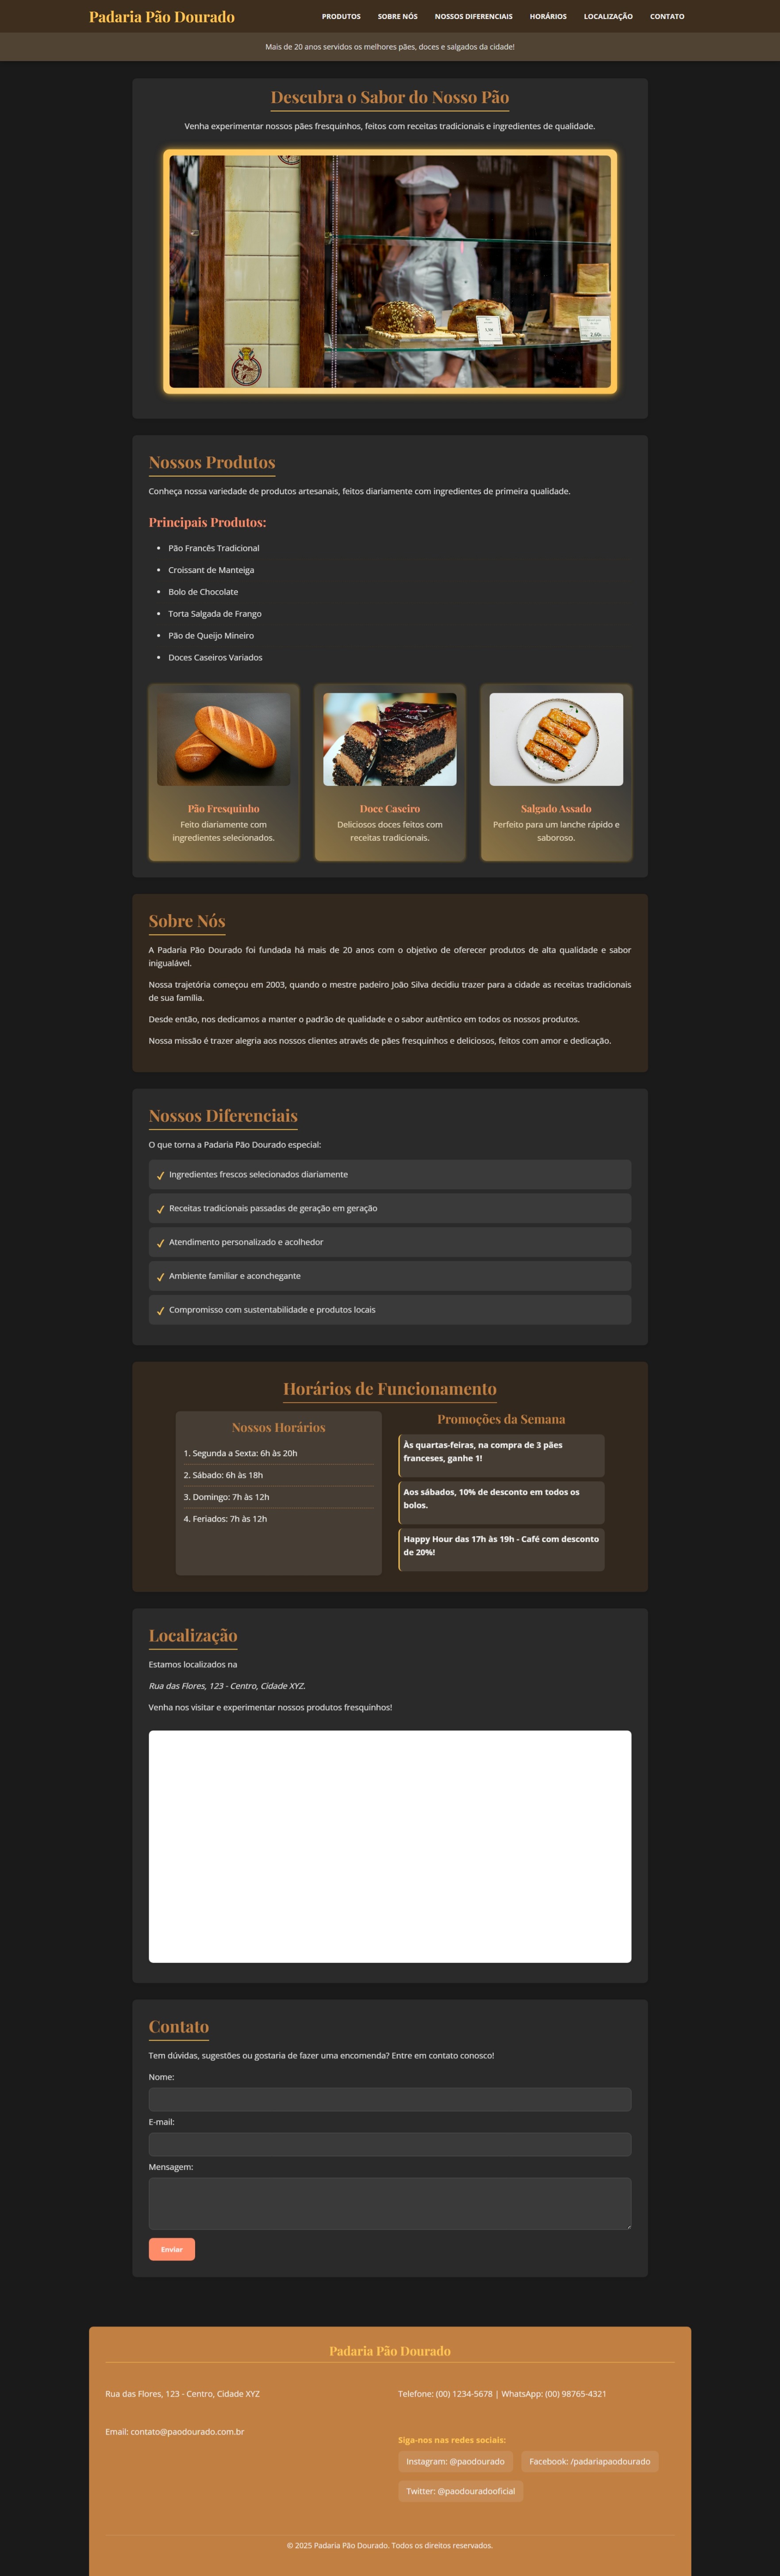 Padaria Pão Dourado
PRODUTOS SOBRE NÓS NOSSOS DIFERENCIAIS HORÁRIOS LOCALIZAÇÃO CONTATO
Mais de 20 anos servidos os melhores pães, doces e salgados da cidade!
Descubra o Sabor do Nosso Pão
Venha experimentar nossos pães fresquinhos, feitos com receitas tradicionais e ingredientes de qualidade.
Nossos Produtos
Conheça nossa variedade de produtos artesanais, feitos diariamente com ingredientes de primeira qualidade.
Principais Produtos:
• Pão Francês Tradicional
• Croissant de Manteiga
• Bolo de Chocolate
• Torta Salgada de Frango
• Pão de Queijo Mineiro
• Doces Caseiros Variados
Pão Fresquinho
Feito diariamente com
ingredientes selecionados.
Doce Caseiro
Deliciosos doces feitos com
receitas tradicionais.
Salgado Assado
Perfeito para um lanche rápido e
saboroso.
Sobre Nós
A Padaria Pão Dourado foi fundada há mais de 20 anos com o objetivo de oferecer produtos de alta qualidade e sabor
inigualável.
Nossa trajetória começou em 2003, quando o mestre padeiro João Silva decidiu trazer para a cidade as receitas tradicionais
de sua família.
Desde então, nos dedicamos a manter o padrão de qualidade e o sabor autêntico em todos os nossos produtos.
Nossa missão é trazer alegria aos nossos clientes através de pães fresquinhos e deliciosos, feitos com amor e dedicação.
Nossos Diferenciais
O que torna a Padaria Pão Dourado especial:
✓ Ingredientes frescos selecionados diariamente
✓ Receitas tradicionais passadas de geração em geração
✓ Atendimento personalizado e acolhedor
✓ Ambiente familiar e aconchegante
✓ Compromisso com sustentabilidade e produtos locais
Horários de Funcionamento
Nossos Horários
1. Segunda a Sexta: 6h às 20h
2. Sábado: 6h às 18h
3. Domingo: 7h às 12h
4. Feriados: 7h às 12h
Promoções da Semana
Às quartas-feiras, na compra de 3 pães
franceses, ganhe 1!
Aos sábados, 10% de desconto em todos os
bolos.
Happy Hour das 17h às 19h - Café com desconto
de 20%!
Localização
Estamos localizados na
Rua das Flores, 123 - Centro, Cidade XYZ.
Venha nos visitar e experimentar nossos produtos fresquinhos!
Contato
Tem dúvidas, sugestões ou gostaria de fazer uma encomenda? Entre em contato conosco!
Nome:
E-mail:
Mensagem:
Enviar
Padaria Pão Dourado
Rua das Flores, 123 - Centro, Cidade XYZ
Telefone: (00) 1234-5678 | WhatsApp: (00) 98765-4321
Email: contato@paodourado.com.br
Siga-nos nas redes sociais:
Instagram: @paodourado
Facebook: /padariapaodourado
Twitter: @paodouradooficial
© 2025 Padaria Pão Dourado. Todos os direitos reservados.